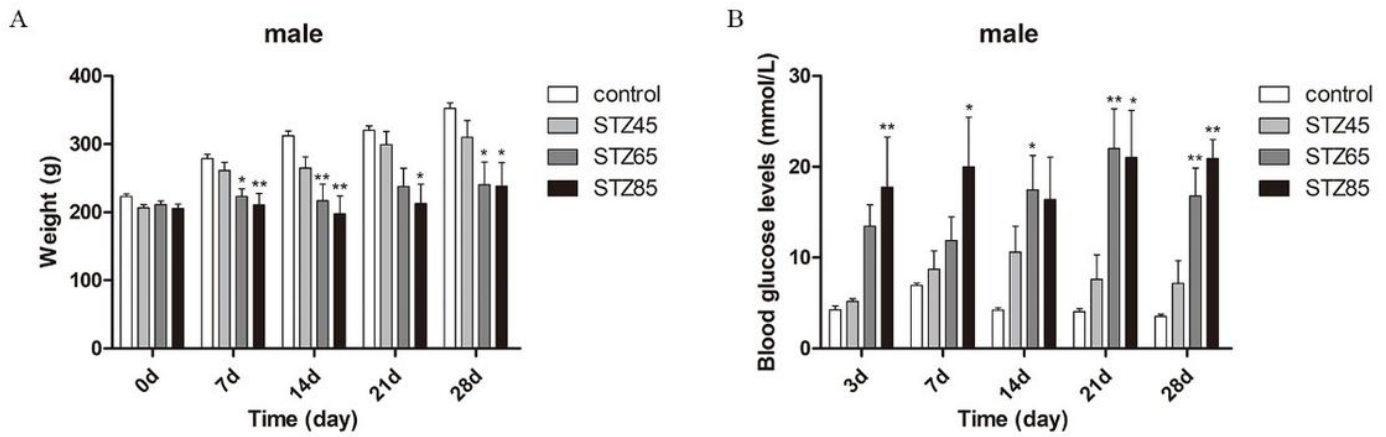 A
male
400
300
200
100
0
Weight (g)
* **
** **
*
* *
0d 7d 14d 21d 28d
Time (day)
control
STZ45
STZ65
STZ85
B
male
30
20
10
0
Blood glucose levels (mmol/L)
**
*
*
** *
** **
3d 7d 14d 21d 28d
Time (day)
control
STZ45
STZ65
STZ85